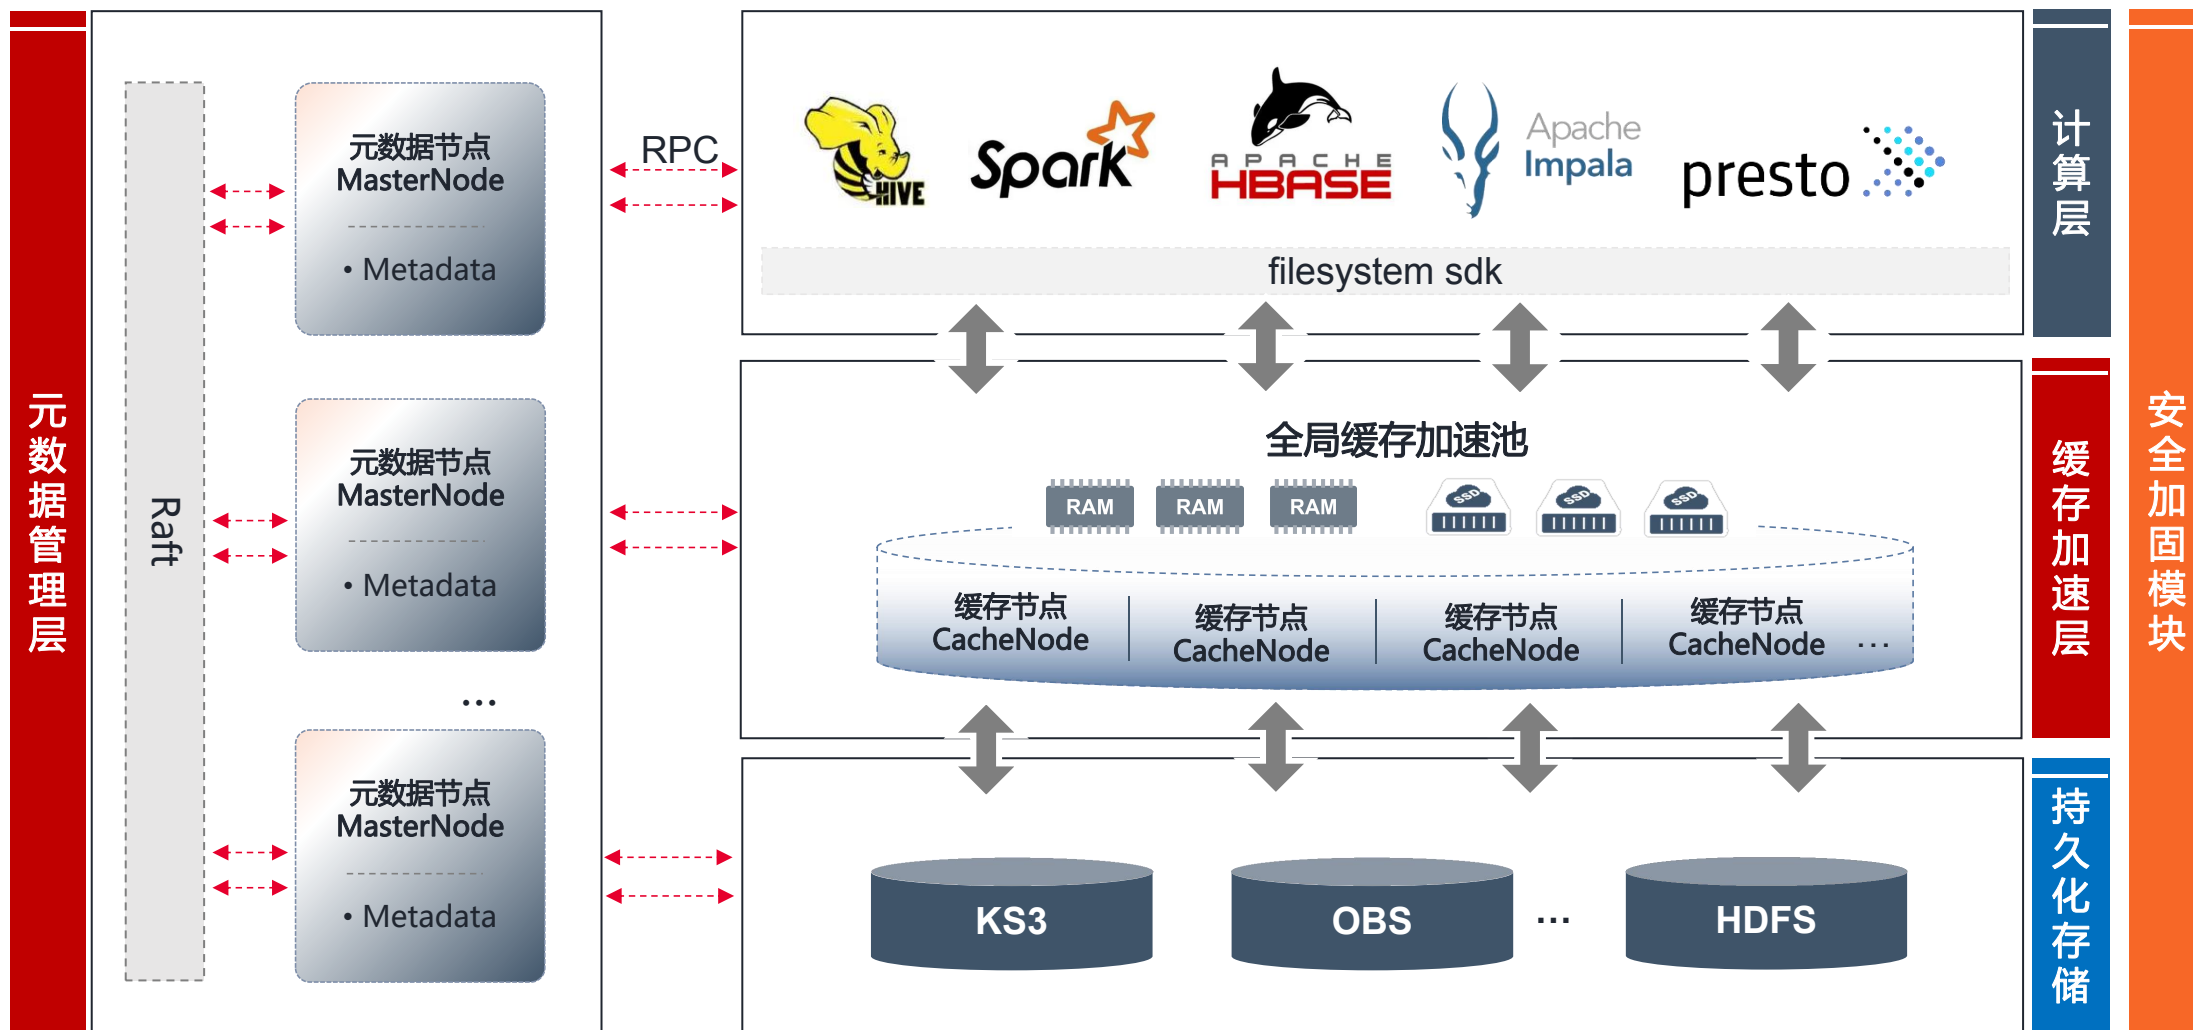 元数据管理层
Raft
元数据节点
MasterNode
• Metadata
元数据节点
MasterNode
• Metadata
...
元数据节点
MasterNode
• Metadata
RPC
HIVE
Spark
APACHE
HBASE
Apache
Impala
presto
filesystem sdk
全局缓存加速池
RAM
RAM
RAM
SSD
SSD
SSD
缓存节点
CacheNode
缓存节点
CacheNode
缓存节点
CacheNode
缓存节点
CacheNode
...
KS3
OBS
...
HDFS
计算层
缓存加速层
持久化存储
安全加固模块